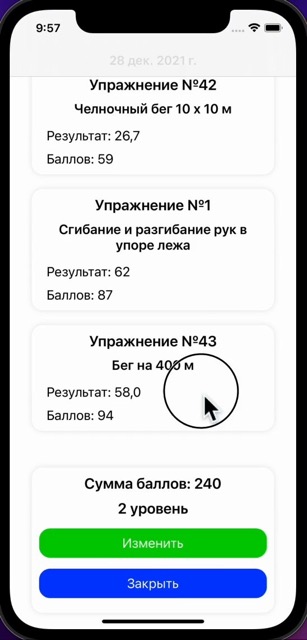 9:57
28 дек. 2021 г.
Упражнение №42
Челночный бег 10 х 10 м
Результат: 26,7
Баллов: 59
Упражнение №1
Сгибание и разгибание рук в
упоре лежа
Результат: 62
Баллов: 87
Упражнение №43
Бег на 400 м
Результат: 58,0
Баллов: 94
Сумма баллов: 240
2 уровень
Изменить
Закрыть